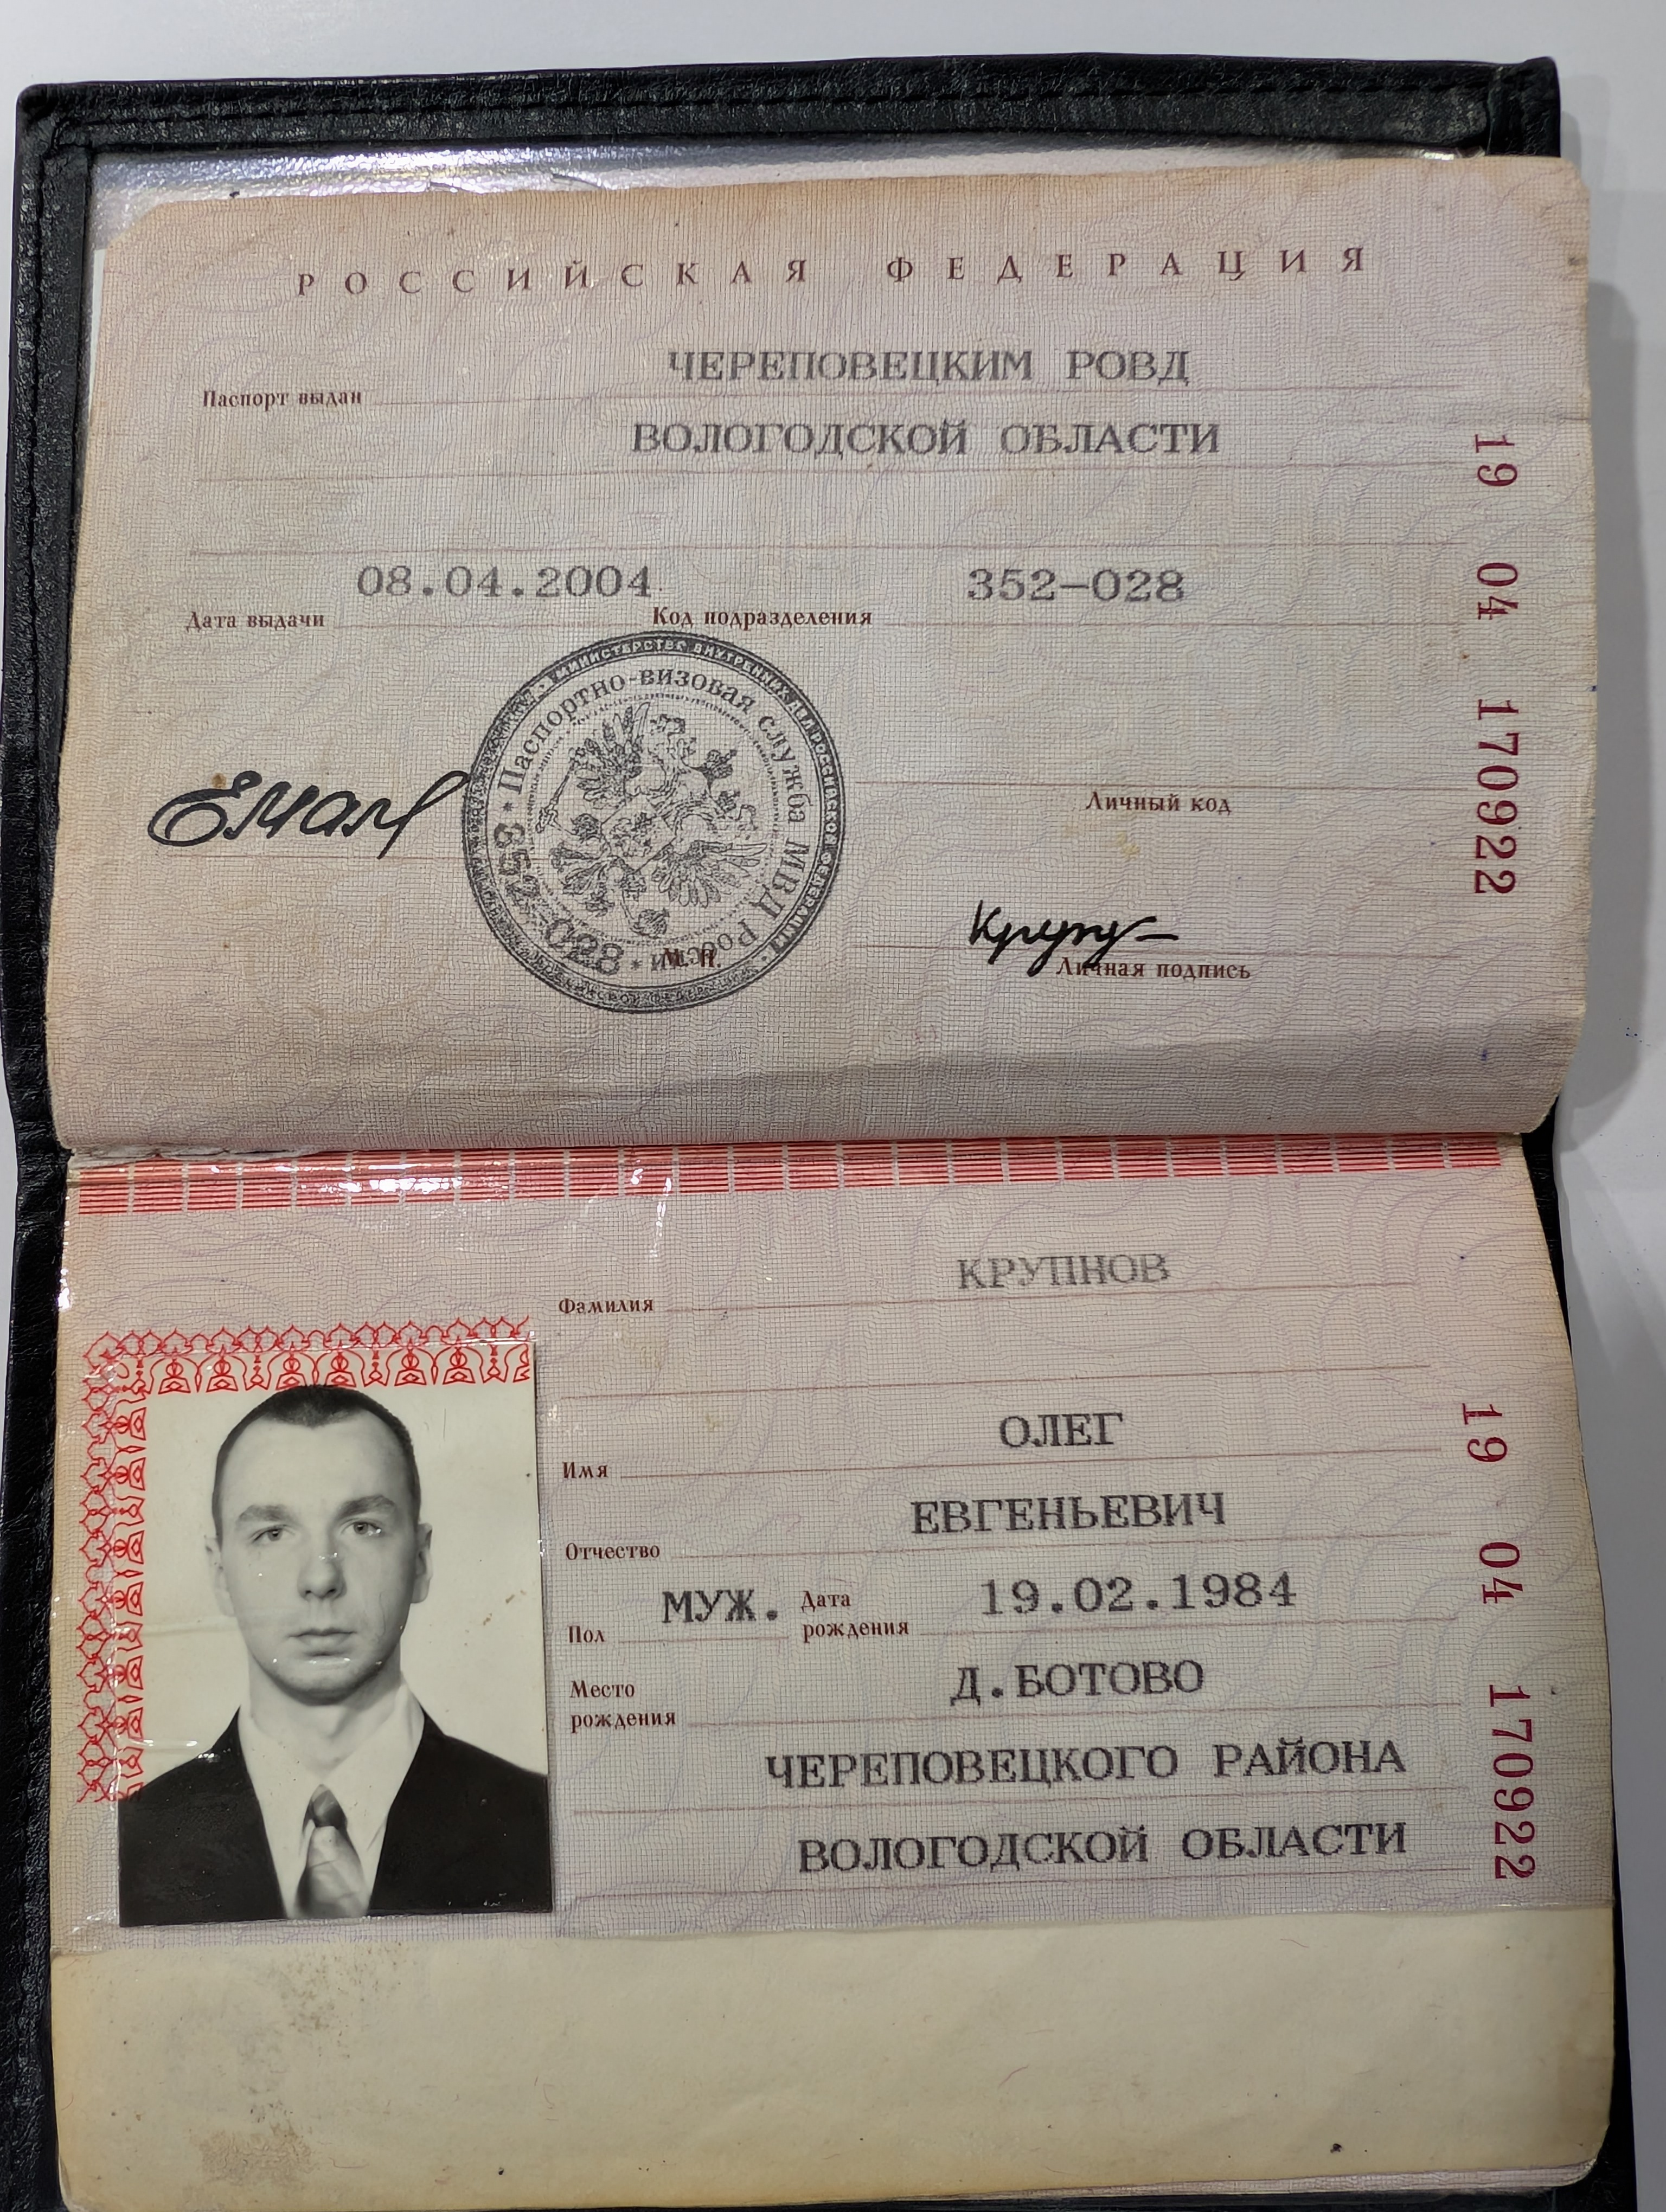 РОССИЙСКАЯ ФЕДЕРАЦИЯ
Паспорт выдан ЧЕРЕПОВЕЦКИМ РОВД
ВОЛОГОДСКОЙ ОБЛАСТИ
Дата выдачи 08.04.2004 Код подразделения 352-028
19 04 170922
Паспортно-визовая служба МВД России * 352-028 *
М.П.
Личный код
Личная подпись
Фамилия КРУПНОВ
Имя ОЛЕГ
Отчество ЕВГЕНЬЕВИЧ
Пол МУЖ. Дата рождения 19.02.1984
Место рождения Д.БОТОВО
ЧЕРЕПОВЕЦКОГО РАЙОНА
ВОЛОГОДСКОЙ ОБЛАСТИ
19 04 170922